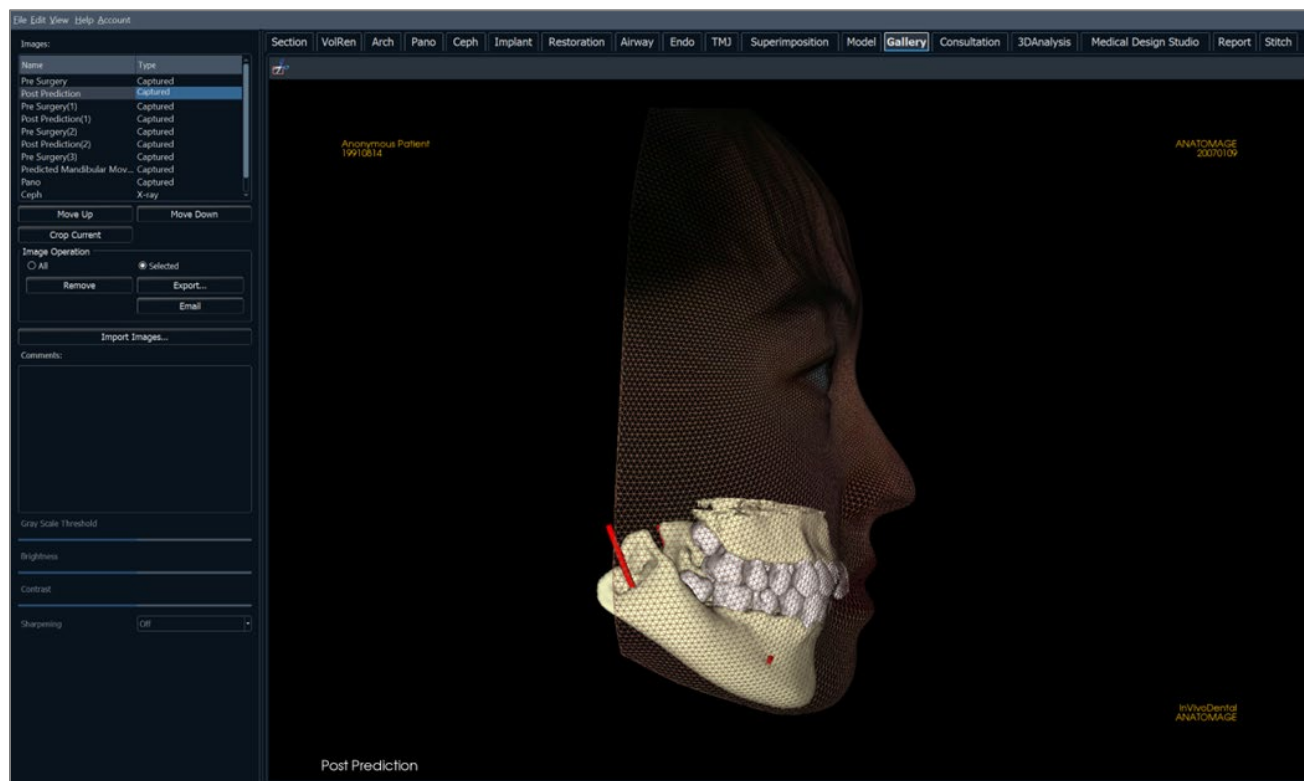 File Edit View Help Account
Images:
Name Type
Pre Surgery Captured
Post Prediction Captured
Pre Surgery(1) Captured
Post Prediction(1) Captured
Pre Surgery(2) Captured
Post Prediction(2) Captured
Pre Surgery(3) Captured
Predicted Mandibular Mov... Captured
Pano Captured
Ceph X-ray
Move Up Move Down
Crop Current
Image Operation
All Selected
Remove Export...
Email
Import Images...
Comments:
Gray Scale Threshold
Brightness
Contrast
Sharpening Off
Section VolRen Arch Pano Ceph Implant Restoration Airway Endo TMJ Superimposition Model Gallery Consultation 3DAnalysis Medical Design Studio Report Stitch
Anonymous Patient
19910814
ANATOMAGE
20070109
InVivoDental
ANATOMAGE
Post Prediction